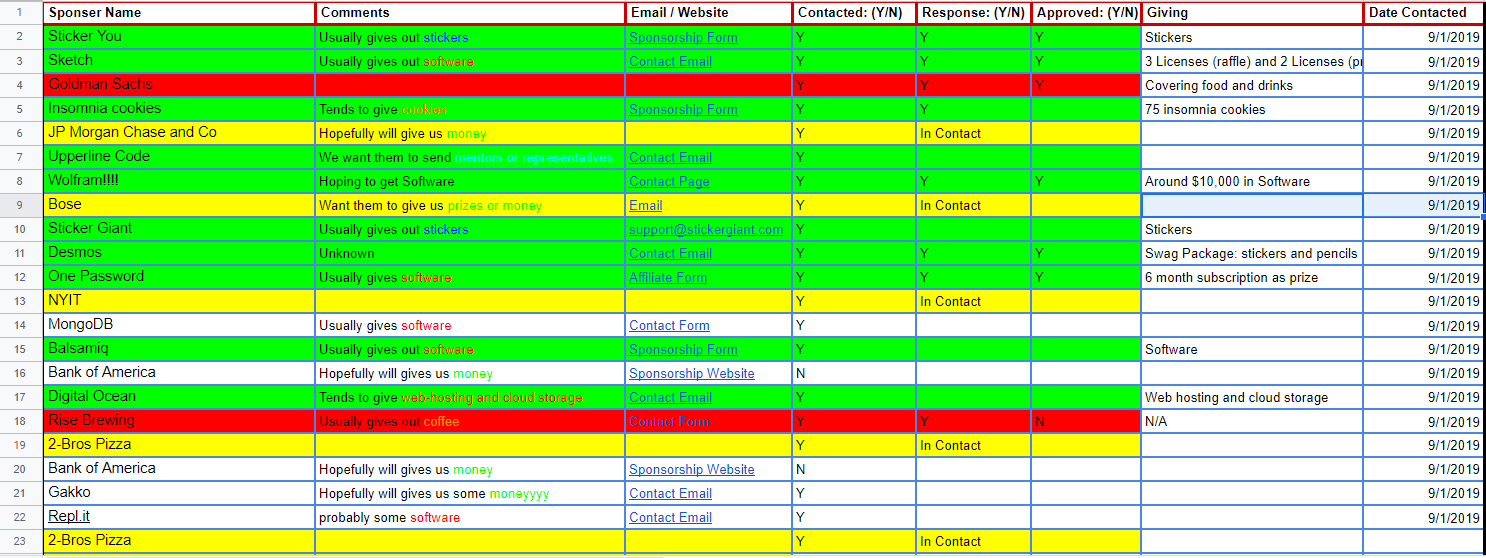 1 Sponser Name Comments Email / Website Contacted: (Y/N) Response: (Y/N) Approved: (Y/N) Giving Date Contacted
2 Sticker You Usually gives out stickers Sponsorship Form Y Y Y Stickers 9/1/2019
3 Sketch Usually gives out software Contact Email Y Y Y 3 Licenses (raffle) and 2 Licenses (pr 9/1/2019
4 Goldman Sachs Y Y Y Covering food and drinks 9/1/2019
5 Insomnia cookies Tends to give cookies Sponsorship Form Y Y 75 insomnia cookies 9/1/2019
6 JP Morgan Chase and Co Hopefully will give us money Y In Contact 9/1/2019
7 Upperline Code We want them to send mentors or representatives Contact Email Y 9/1/2019
8 Wolfram!!!! Hoping to get Software Contact Page Y Y Y Around $10,000 in Software 9/1/2019
9 Bose Want them to give us prizes or money Email Y In Contact 9/1/2019
10 Sticker Giant Usually gives out stickers support@stickergiant.com Y Stickers 9/1/2019
11 Desmos Unknown Contact Email Y Y Y Swag Package: stickers and pencils 9/1/2019
12 One Password Usually gives software Affiliate Form Y Y Y 6 month subscription as prize 9/1/2019
13 NYIT Y In Contact 9/1/2019
14 MongoDB Usually gives software Contact Form Y 9/1/2019
15 Balsamiq Usually gives out software Sponsorship Form Y Software 9/1/2019
16 Bank of America Hopefully will gives us money Sponsorship Website N 9/1/2019
17 Digital Ocean Tends to give web-hosting and cloud storage Contact Email Y Web hosting and cloud storage 9/1/2019
18 Rise Brewing Usually gives out coffee Contact Form Y Y N N/A 9/1/2019
19 2-Bros Pizza Y In Contact 9/1/2019
20 Bank of America Hopefully will gives us money Sponsorship Website N 9/1/2019
21 Gakko Hopefully will gives us some moneyyyy Contact Email Y 9/1/2019
22 Repl.it probably some software Contact Email Y 9/1/2019
23 2-Bros Pizza Y In Contact